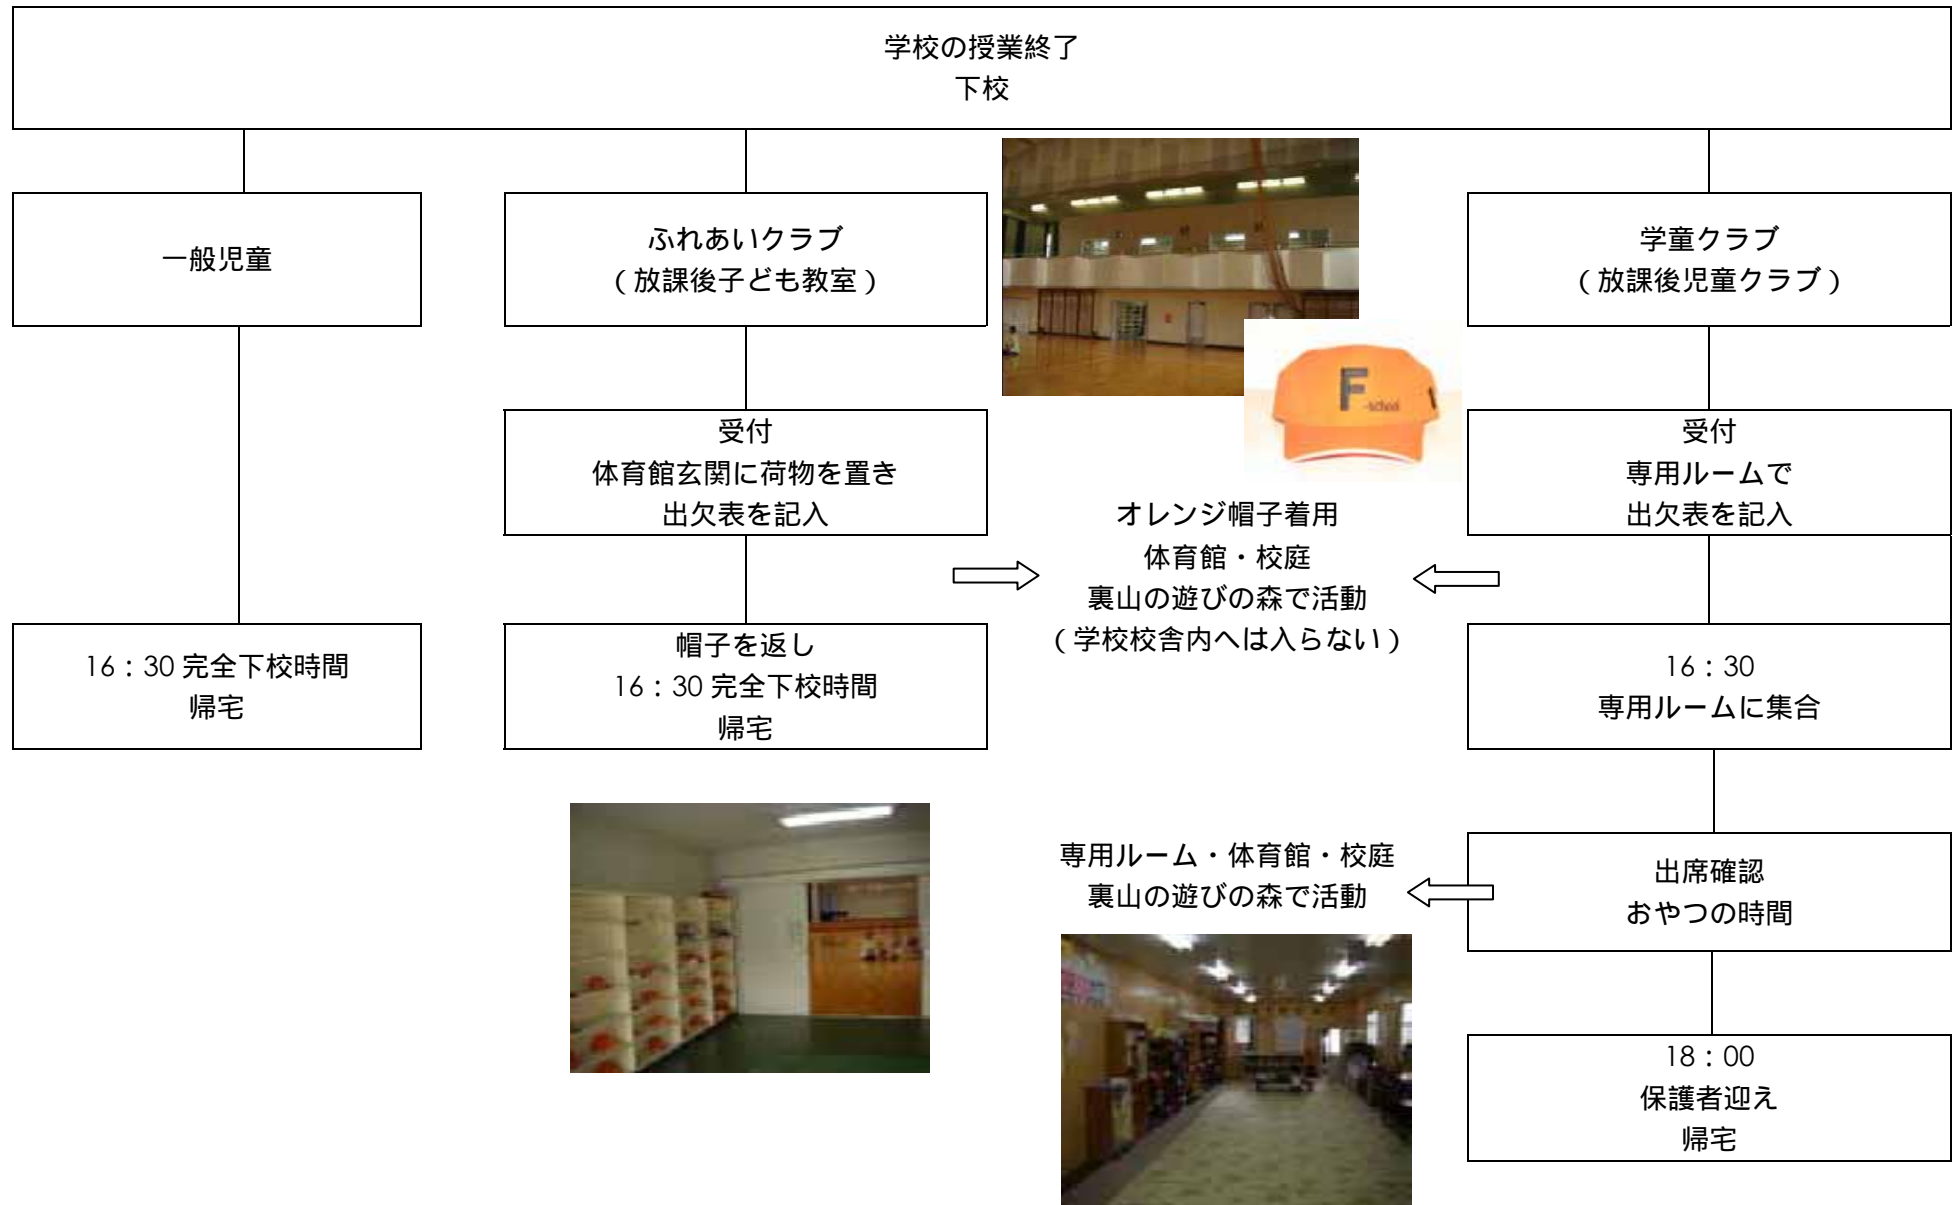 学校の授業終了
下校
一般児童
ふれあいクラブ
(放課後子ども教室)
学童クラブ
(放課後児童クラブ)
F
-school
受付
体育館玄関に荷物を置き
出欠表を記入
受付
専用ルームで
出欠表を記入
オレンジ帽子着用
体育館・校庭
裏山の遊びの森で活動
(学校校舎内へは入らない)
16:30 完全下校時間
帰宅
帽子を返し
16:30 完全下校時間
帰宅
16:30
専用ルームに集合
専用ルーム・体育館・校庭
裏山の遊びの森で活動
出席確認
おやつの時間
18:00
保護者迎え
帰宅